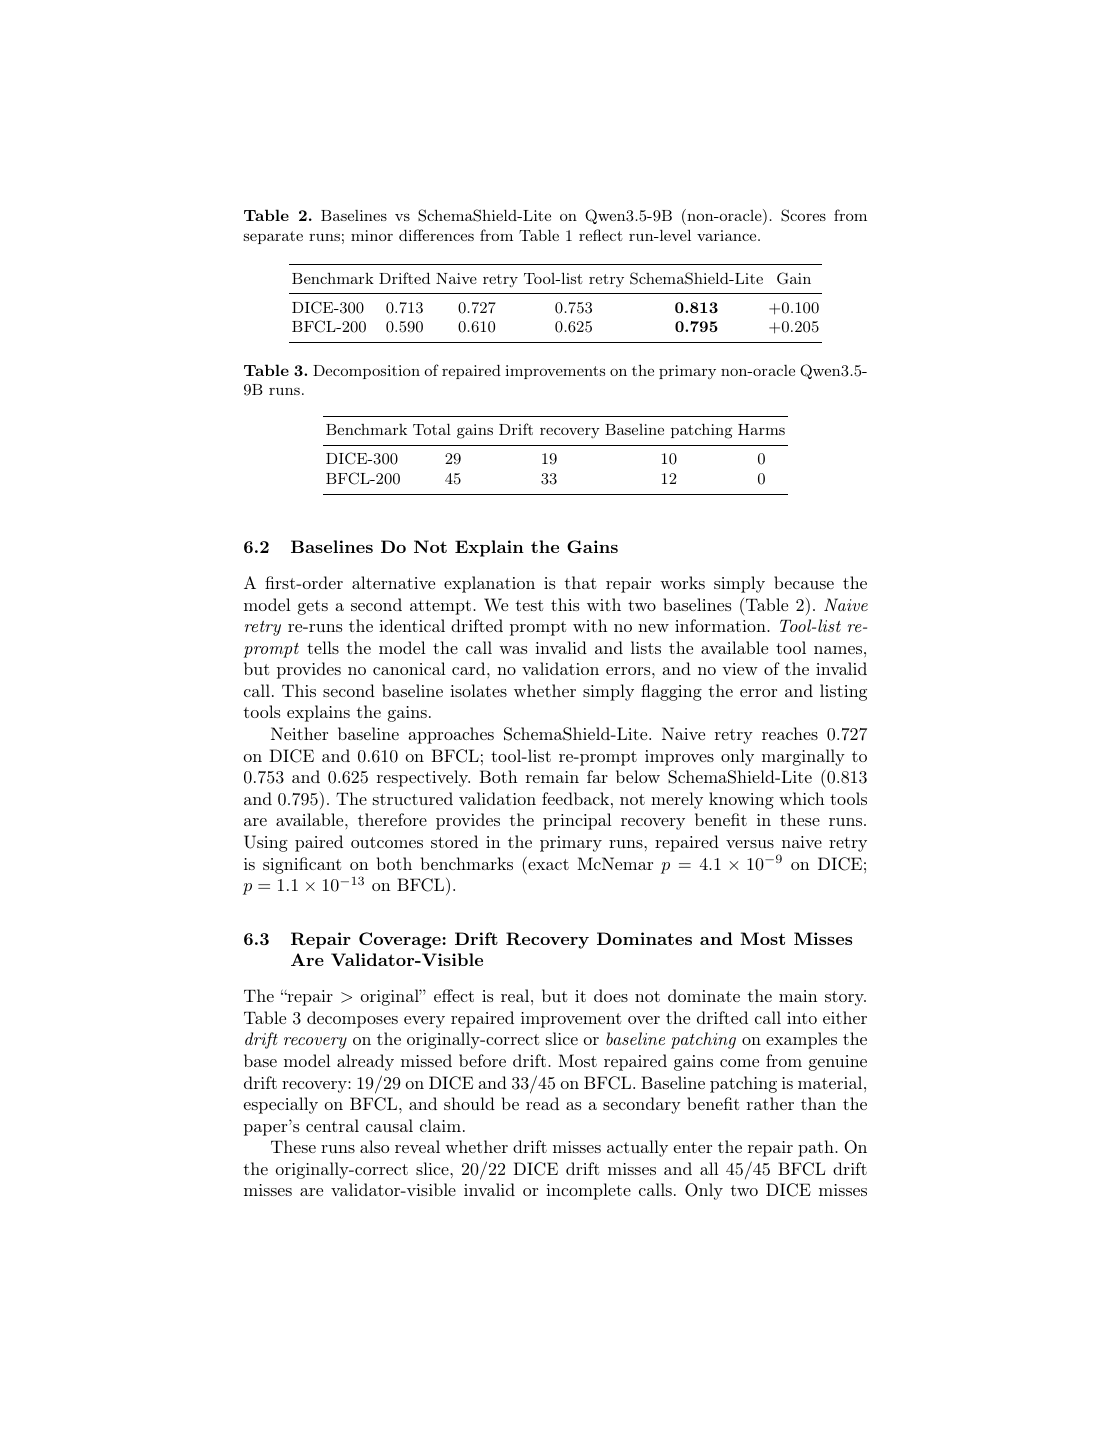 Table 2. Baselines vs SchemaShield-Lite on Qwen3.5-9B (non-oracle). Scores from
separate runs; minor differences from Table 1 reflect run-level variance.
Benchmark Drifted Naive retry Tool-list retry SchemaShield-Lite Gain
DICE-300 0.713 0.727 0.753 0.813 +0.100
BFCL-200 0.590 0.610 0.625 0.795 +0.205
Table 3. Decomposition of repaired improvements on the primary non-oracle Qwen3.5-
9B runs.
Benchmark Total gains Drift recovery Baseline patching Harms
DICE-300 29 19 10 0
BFCL-200 45 33 12 0
6.2 Baselines Do Not Explain the Gains
A first-order alternative explanation is that repair works simply because the
model gets a second attempt. We test this with two baselines (Table 2). Naive
retry re-runs the identical drifted prompt with no new information. Tool-list re-
prompt tells the model the call was invalid and lists the available tool names,
but provides no canonical card, no validation errors, and no view of the invalid
call. This second baseline isolates whether simply flagging the error and listing
tools explains the gains.
Neither baseline approaches SchemaShield-Lite. Naive retry reaches 0.727
on DICE and 0.610 on BFCL; tool-list re-prompt improves only marginally to
0.753 and 0.625 respectively. Both remain far below SchemaShield-Lite (0.813
and 0.795). The structured validation feedback, not merely knowing which tools
are available, therefore provides the principal recovery benefit in these runs.
Using paired outcomes stored in the primary runs, repaired versus naive retry
is significant on both benchmarks (exact McNemar p = 4.1 × 10⁻⁹ on DICE;
p = 1.1 × 10⁻¹³ on BFCL).
6.3 Repair Coverage: Drift Recovery Dominates and Most Misses
Are Validator-Visible
The “repair > original” effect is real, but it does not dominate the main story.
Table 3 decomposes every repaired improvement over the drifted call into either
drift recovery on the originally-correct slice or baseline patching on examples the
base model already missed before drift. Most repaired gains come from genuine
drift recovery: 19/29 on DICE and 33/45 on BFCL. Baseline patching is material,
especially on BFCL, and should be read as a secondary benefit rather than the
paper’s central causal claim.
These runs also reveal whether drift misses actually enter the repair path. On
the originally-correct slice, 20/22 DICE drift misses and all 45/45 BFCL drift
misses are validator-visible invalid or incomplete calls. Only two DICE misses